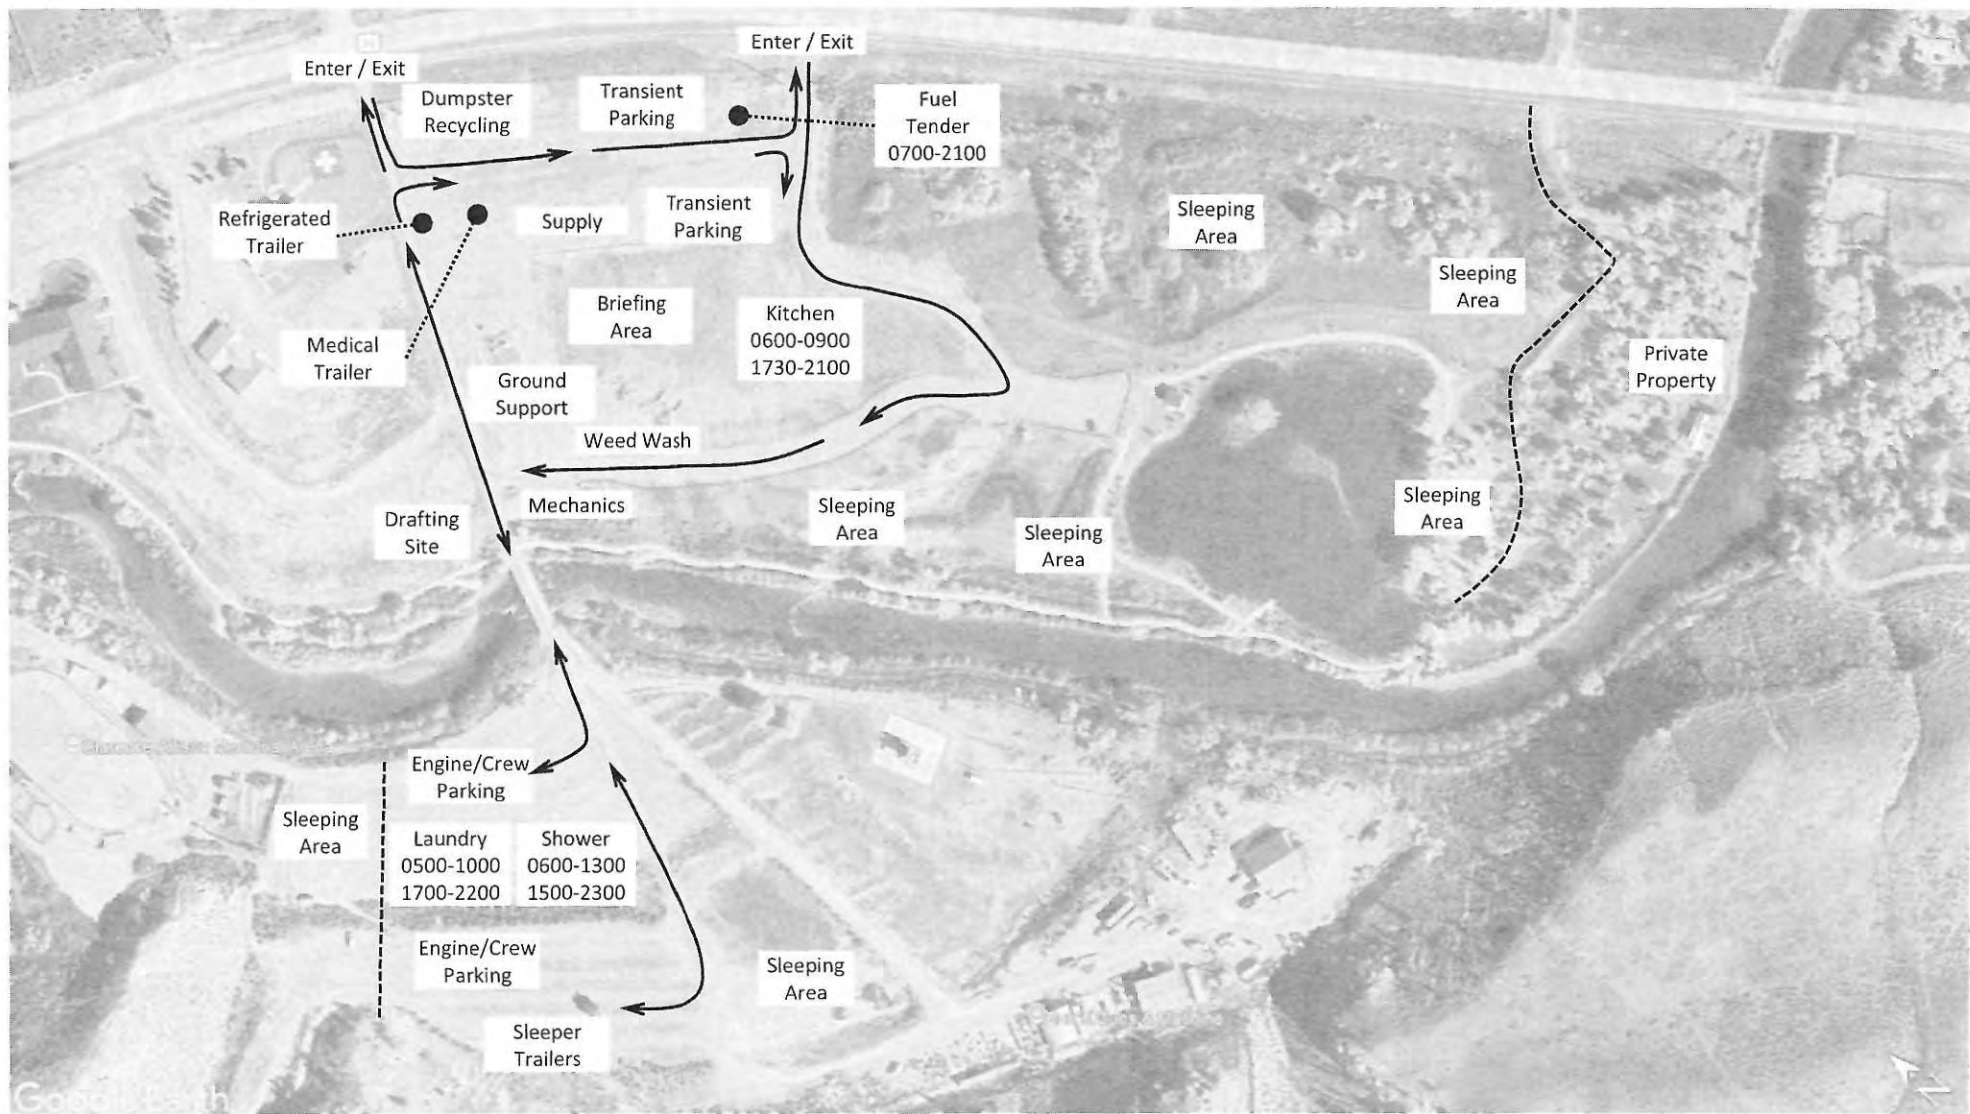 Enter / Exit
Enter / Exit
Dumpster
Recycling
Transient
Parking
Fuel
Tender
0700-2100
Refrigerated
Trailer
Supply
Transient
Parking
Sleeping
Area
Sleeping
Area
Briefing
Area
Kitchen
0600-0900
1730-2100
Medical
Trailer
Private
Property
Ground
Support
Weed Wash
Mechanics
Drafting
Site
Sleeping
Area
Sleeping
Area
Sleeping
Area
Engine/Crew
Parking
Sleeping
Area
Laundry
0500-1000
1700-2200
Shower
0600-1300
1500-2300
Engine/Crew
Parking
Sleeping
Area
Sleeper
Trailers
Google Earth